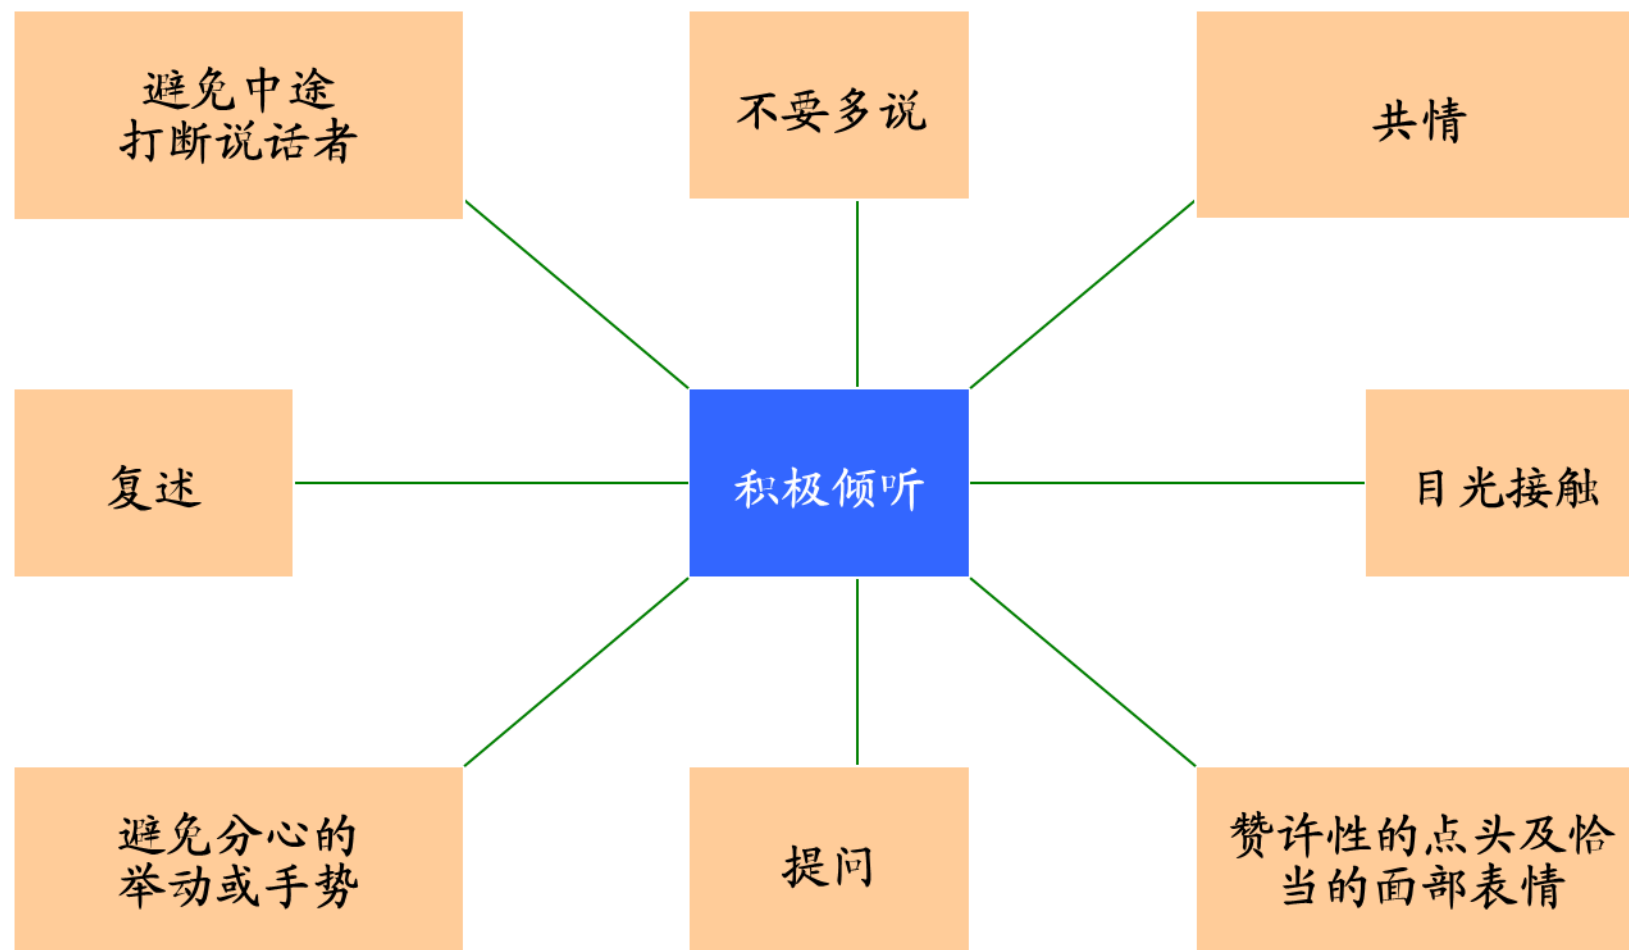 避免中途
打断说话者
不要多说
共情
复述
积极倾听
目光接触
避免分心的
举动或手势
提问
赞许性的点头及恰
当的面部表情